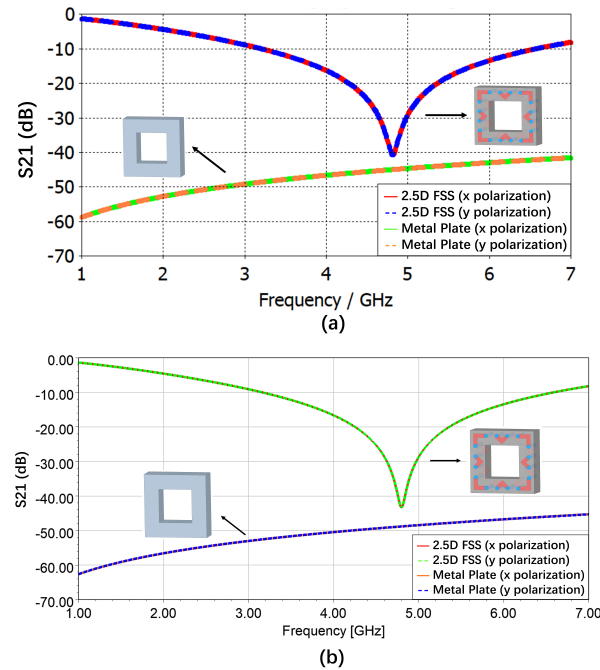 0
-10
-20
-30
-40
-50
-60
-70
S21 (dB)
2.5D FSS (x polarization)
2.5D FSS (y polarization)
Metal Plate (x polarization)
Metal Plate (y polarization)
1 2 3 4 5 6 7
Frequency / GHz
(a)
0.00
-10.00
-20.00
-30.00
-40.00
-50.00
-60.00
-70.00
S21 (dB)
2.5D FSS (x polarization)
2.5D FSS (y polarization)
Metal Plate (x polarization)
Metal Plate (y polarization)
1.00 2.00 3.00 4.00 5.00 6.00 7.00
Frequency [GHz]
(b)